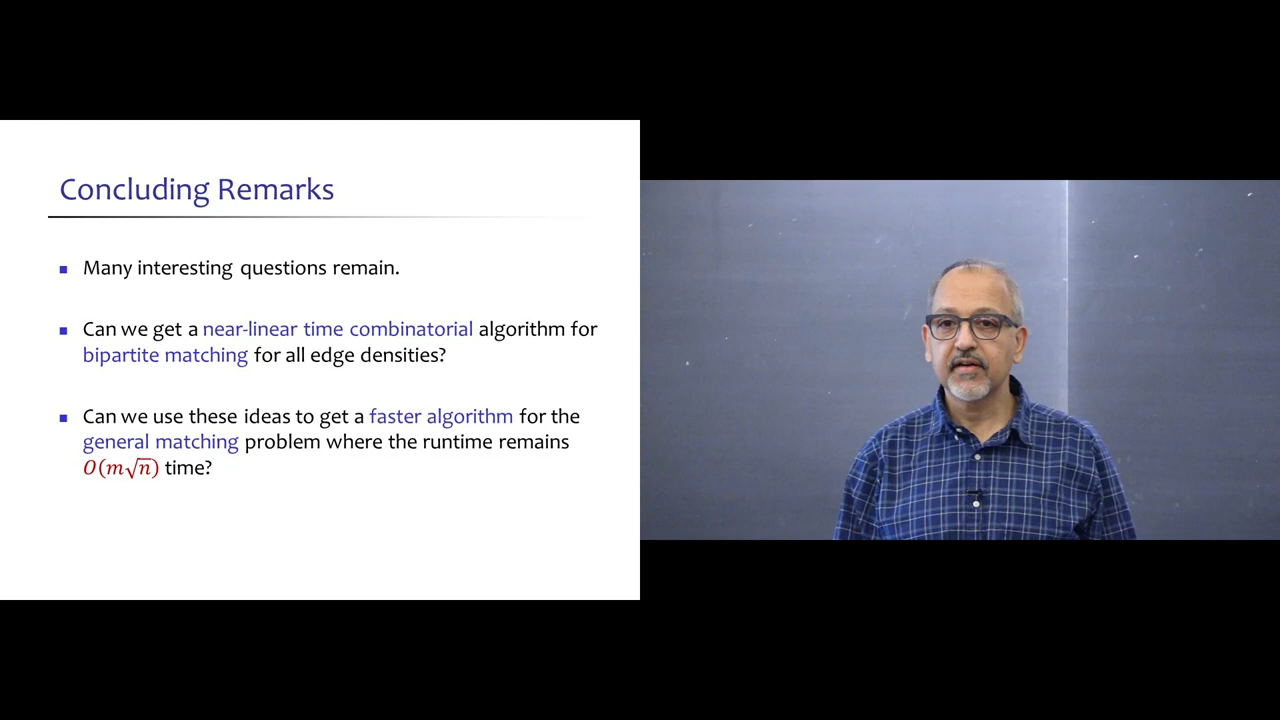 Concluding Remarks
Many interesting questions remain.
Can we get a near-linear time combinatorial algorithm for
bipartite matching for all edge densities?
Can we use these ideas to get a faster algorithm for the
general matching problem where the runtime remains
O(m√n) time?